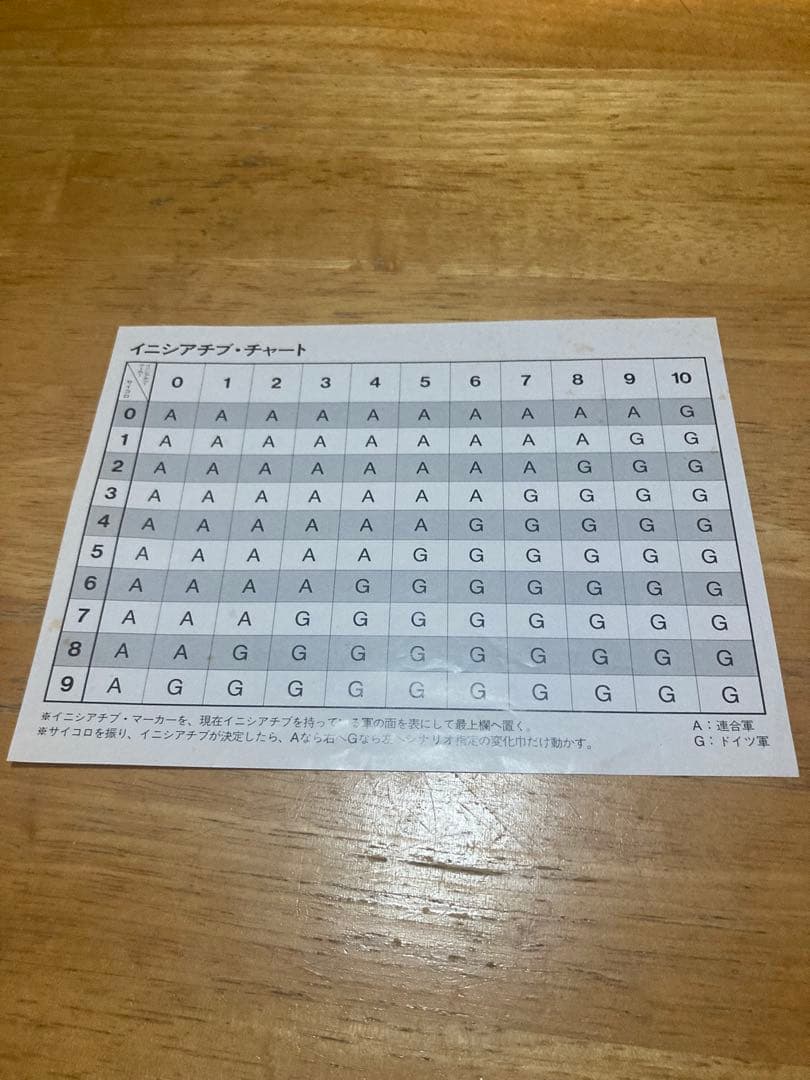 イニシアチブ・チャート
0 1 2 3 4 5 6 7 8 9 10
0 A A A A A A A A A A G
1 A A A A A A A A A G G
2 A A A A A A A A G G G
3 A A A A A A A G G G G
4 A A A A A A G G G G G
5 A A A A A G G G G G G
6 A A A A G G G G G G G
7 A A A G G G G G G G G
8 A A G G G G G G G G G
9 A G G G G G G G G G G
※イニシアチブ・マーカーを、現在イニシアチブを持って る軍の面を表にして最上欄へ置く。
※サイコロを振り、イニシアチブが決定したら、Aなら右へGなら左へシナリオ指定の変化巾だけ動かす。
A：連合軍
G：ドイツ軍